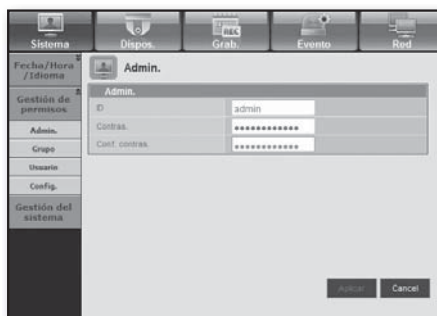 Sistema
Dispos.
Grab.
Evento
Red
REC
Fecha/Hora
/Idioma
Gestión de
permisos
Admin.
Grupo
Usuario
Config.
Gestión del
sistema
Admin.
Admin.
ID
admin
Contras.
************
Conf. contras.
************
Aplicar
Cancel